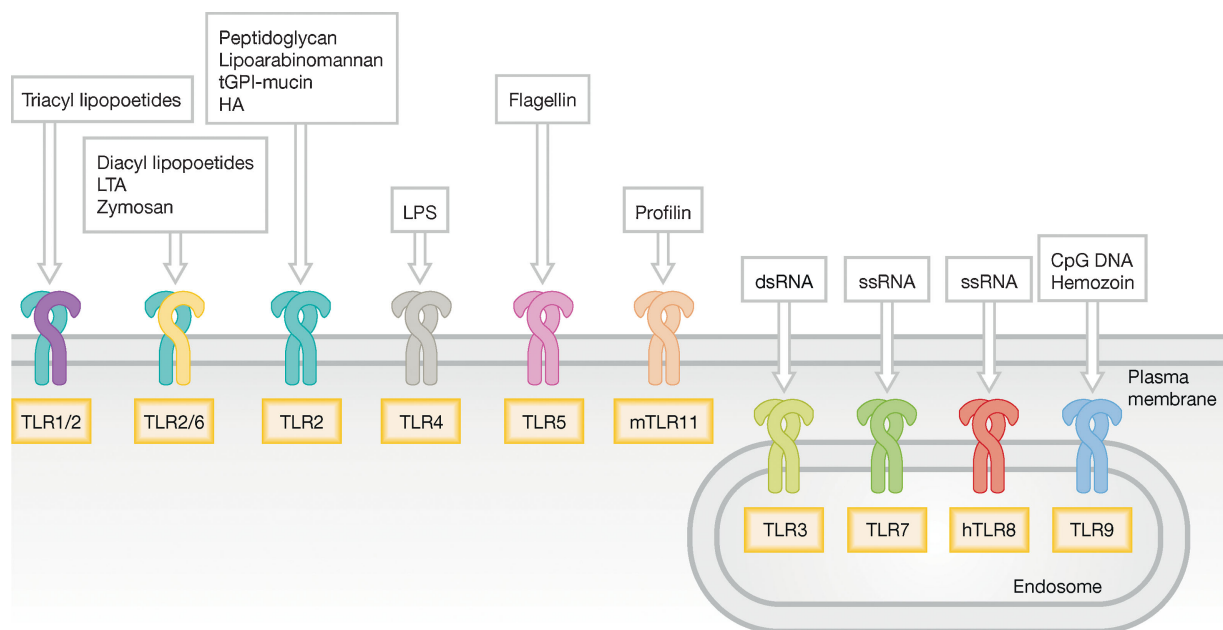 Triacyl lipopoetides
Diacyl lipopoetides
LTA
Zymosan
Peptidoglycan
Lipoarabinomannan
tGPI-mucin
HA
LPS
Flagellin
Profilin
dsRNA
ssRNA
ssRNA
CpG DNA
Hemozoin
Plasma
membrane
TLR1/2
TLR2/6
TLR2
TLR4
TLR5
mTLR11
TLR3
TLR7
hTLR8
TLR9
Endosome